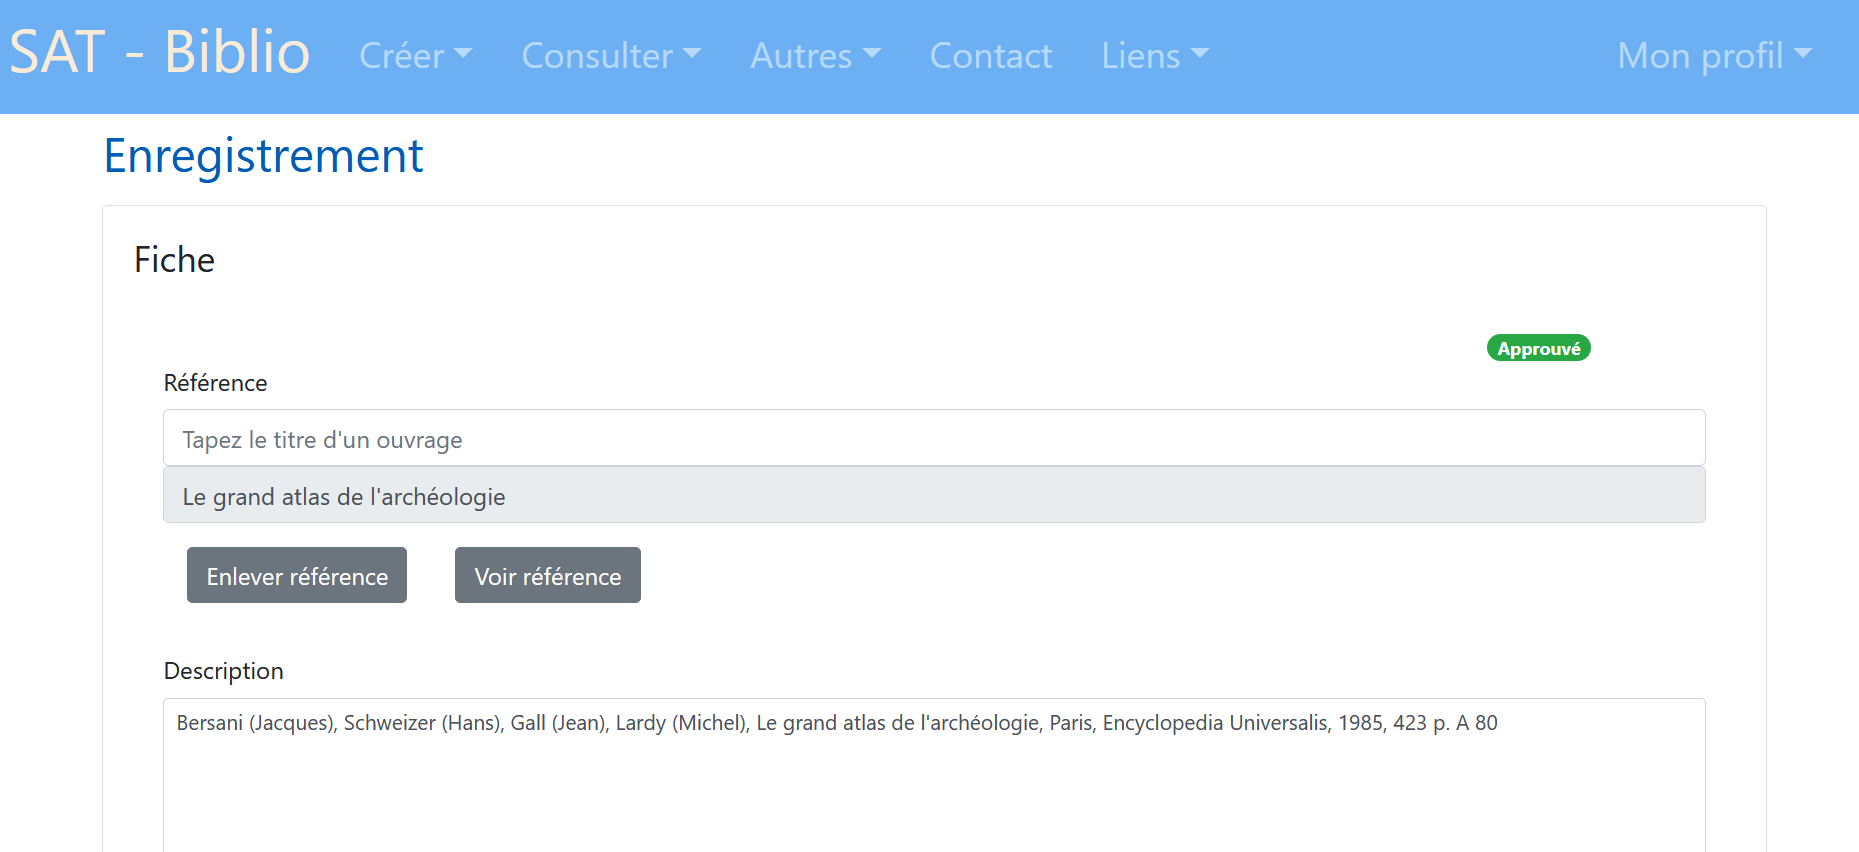 SAT - Biblio Créer Consulter Autres Contact Liens Mon profil
Enregistrement
Fiche
Approuvé
Référence
Tapez le titre d'un ouvrage
Le grand atlas de l'archéologie
Enlever référence Voir référence
Description
Bersani (Jacques), Schweizer (Hans), Gall (Jean), Lardy (Michel), Le grand atlas de l'archéologie, Paris, Encyclopedia Universalis, 1985, 423 p. A 80